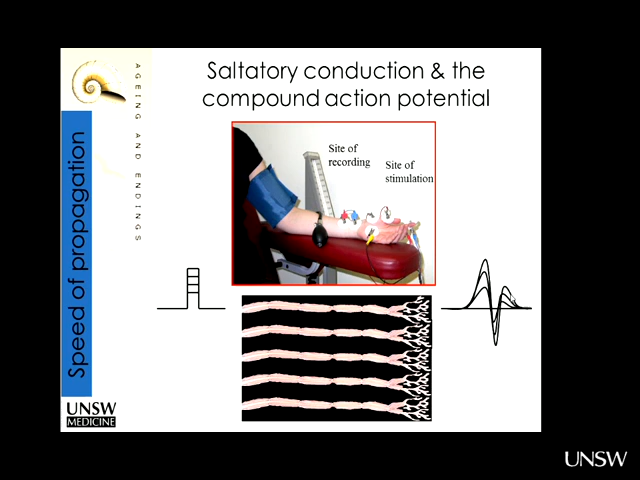 Saltatory conduction & the
compound action potential
AGEING AND ENDINGS
Speed of propagation
Site of
recording
Site of
stimulation
UNSW
MEDICINE
UNSW